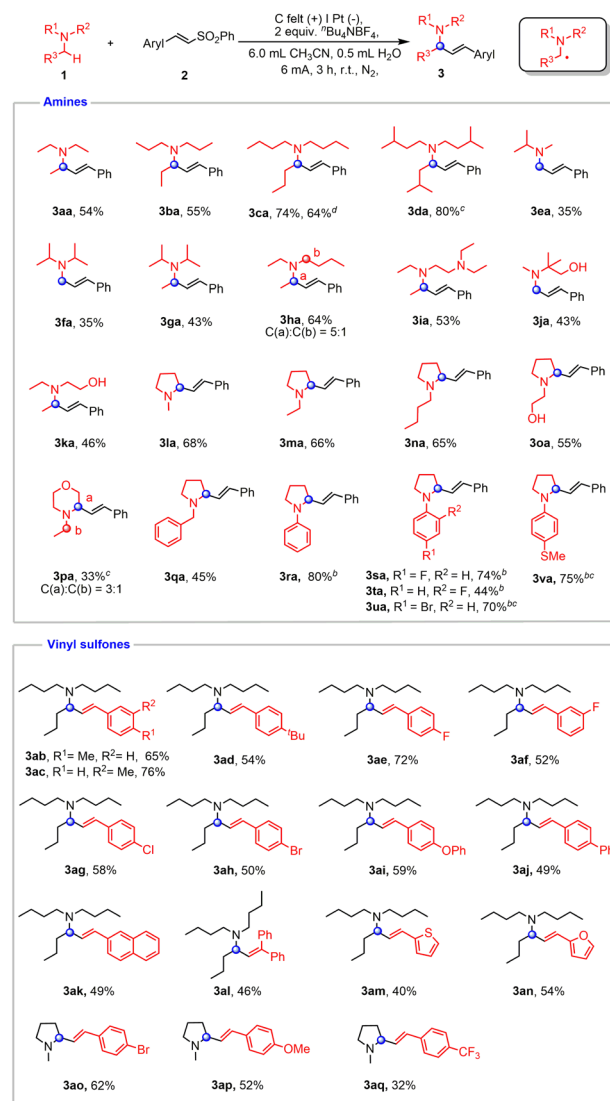 R¹ N R² R³ H
1
+
Aryl SO₂Ph
2
C felt (+) I Pt (-),
2 equiv. ⁿBu₄NBF₄,
6.0 mL CH₃CN, 0.5 mL H₂O
6 mA, 3 h, r.t., N₂,
R¹ N R² R³ Aryl
3
R¹ N R² R³ •
Amines
N Ph
N Ph
N Ph
N Ph
N Ph
3aa, 54%
3ba, 55%
3ca, 74%, 64%ᵈ
3da, 80%ᶜ
3ea, 35%
N Ph
N Ph
N b a Ph
N N Ph
N OH Ph
3fa, 35%
3ga, 43%
3ha, 64%
C(a):C(b) = 5:1
3ia, 53%
3ja, 43%
N OH Ph
N Ph
N Ph
N Ph
N OH Ph
3ka, 46%
3la, 68%
3ma, 66%
3na, 65%
3oa, 55%
O N a b Ph
N Ph
N Ph
N R² R¹ Ph
N SMe Ph
3pa, 33%ᶜ
C(a):C(b) = 3:1
3qa, 45%
3ra, 80%ᵇ
3sa, R¹ = F, R² = H, 74%ᵇ
3ta, R¹ = H, R² = F, 44%ᵇ
3ua, R¹ = Br, R² = H, 70%ᵇᶜ
3va, 75%ᵇᶜ
Vinyl sulfones
N R² R¹
N ᵗBu
N F
N F
3ab, R¹= Me, R²= H, 65%
3ac, R¹= H, R²= Me, 76%
3ad, 54%
3ae, 72%
3af, 52%
N Cl
N Br
N OPh
N Ph
3ag, 58%
3ah, 50%
3ai, 59%
3aj, 49%
N
N Ph Ph
N S
N O
3ak, 49%
3al, 46%
3am, 40%
3an, 54%
N Br
N OMe
N CF₃
3ao, 62%
3ap, 52%
3aq, 32%